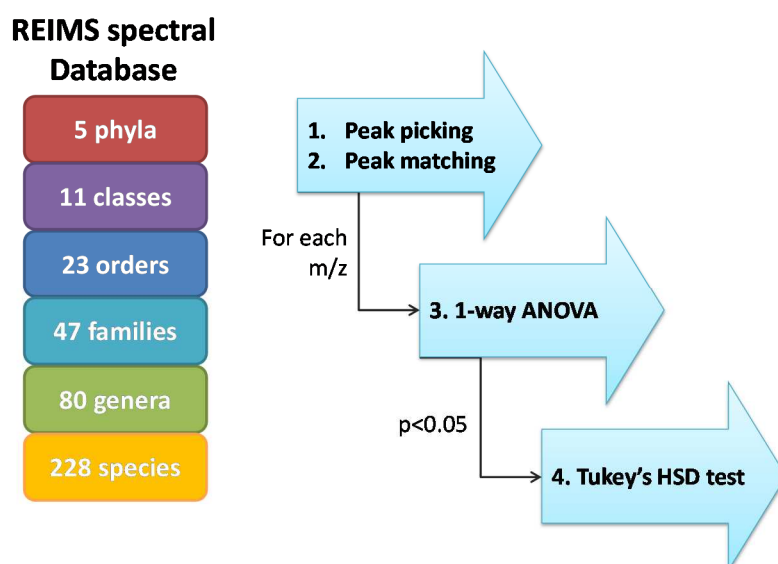 REIMS spectral
Database
5 phyla
11 classes
23 orders
47 families
80 genera
228 species
1. Peak picking
2. Peak matching
For each
m/z
3. 1-way ANOVA
p<0.05
4. Tukey's HSD test